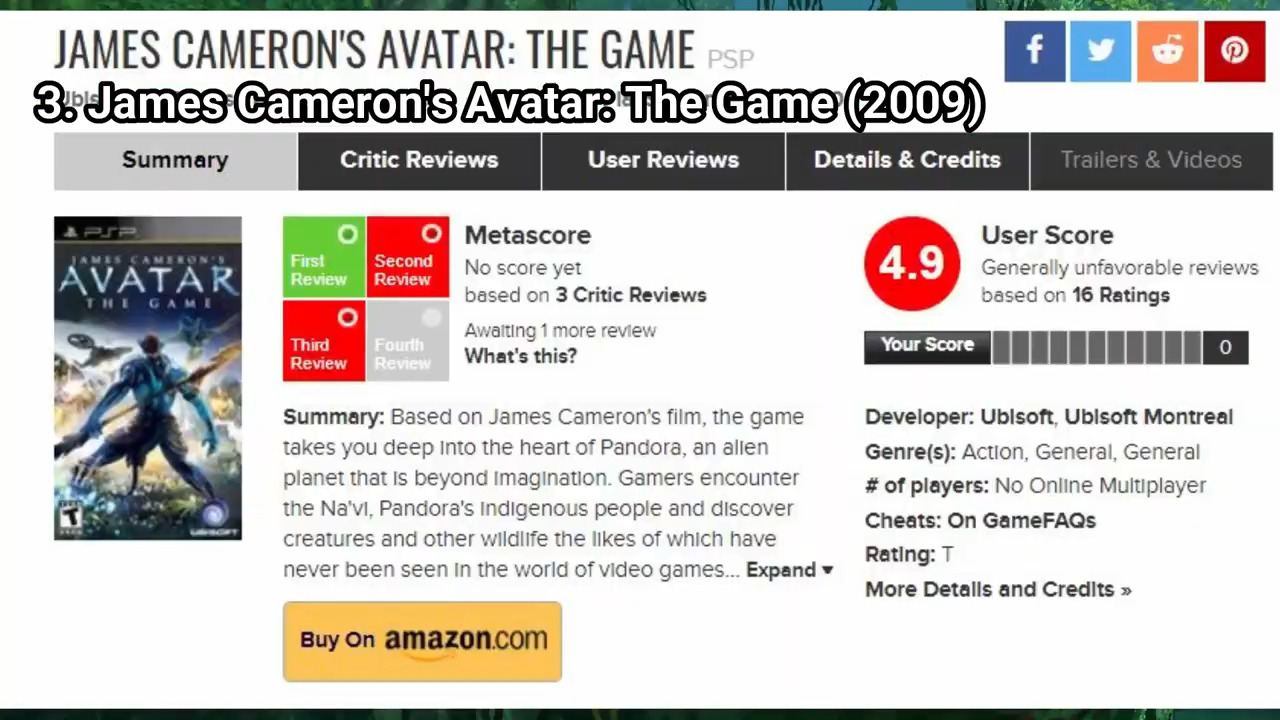 JAMES CAMERON'S AVATAR: THE GAME PSP
3. James Cameron's Avatar: The Game (2009)
Summary
Critic Reviews
User Reviews
Details & Credits
Trailers & Videos
PSP
JAMES CAMERON'S
AVATAR
THE GAME
T
UBISOFT
First
Review
Second
Review
Third
Review
Fourth
Review
Metascore
No score yet
based on 3 Critic Reviews
Awaiting 1 more review
What's this?
4.9
User Score
Generally unfavorable reviews
based on 16 Ratings
Your Score
0
Summary: Based on James Cameron's film, the game
takes you deep into the heart of Pandora, an alien
planet that is beyond imagination. Gamers encounter
the Na'vi, Pandora's indigenous people and discover
creatures and other wildlife the likes of which have
never been seen in the world of video games... Expand
Buy On amazon.com
Developer: Ubisoft, Ubisoft Montreal
Genre(s): Action, General, General
# of players: No Online Multiplayer
Cheats: On GameFAQs
Rating: T
More Details and Credits »